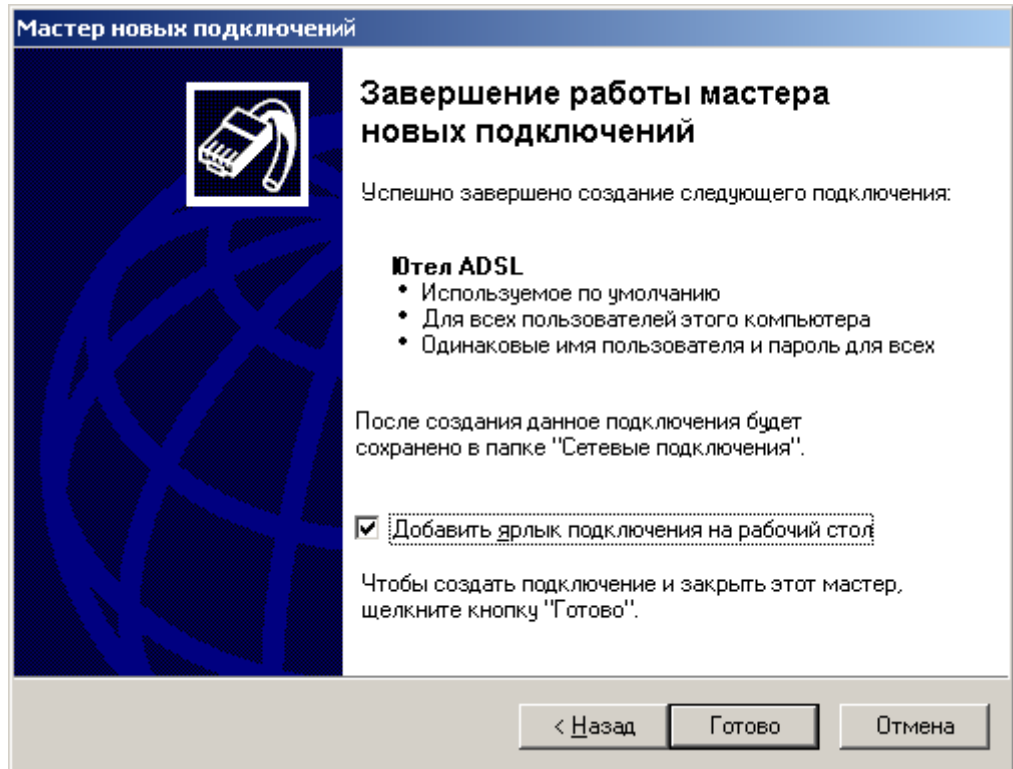 Мастер новых подключений
Завершение работы мастера
новых подключений
Успешно завершено создание следующего подключения:
Ютел ADSL
• Используемое по умолчанию
• Для всех пользователей этого компьютера
• Одинаковые имя пользователя и пароль для всех
После создания данное подключения будет
сохранено в папке "Сетевые подключения".
Добавить ярлык подключения на рабочий стол
Чтобы создать подключение и закрыть этот мастер,
щелкните кнопку "Готово".
< Назад Готово Отмена